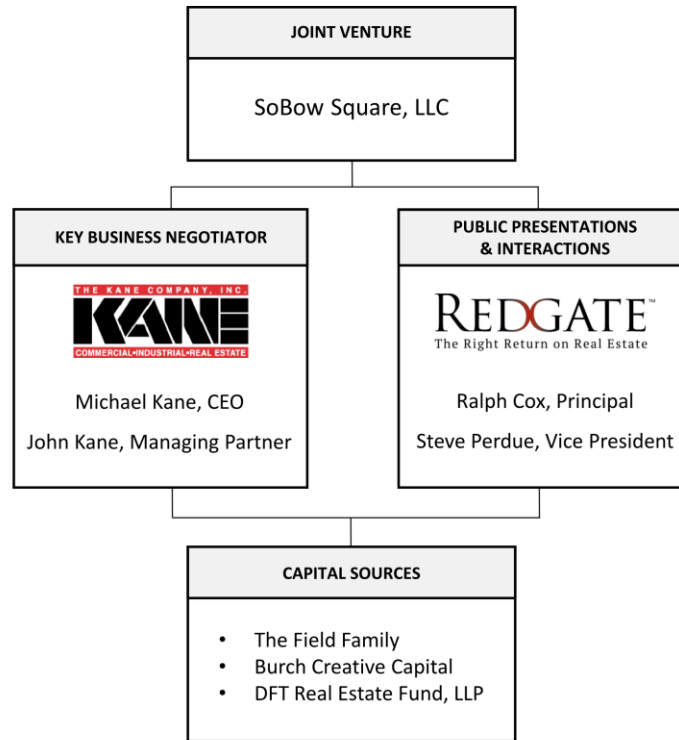 JOINT VENTURE
SoBow Square, LLC
KEY BUSINESS NEGOTIATOR
THE KANE COMPANY, INC.
KANE
COMMERCIAL•INDUSTRIAL•REAL ESTATE
Michael Kane, CEO
John Kane, Managing Partner
PUBLIC PRESENTATIONS
& INTERACTIONS
REDGATE™
The Right Return on Real Estate
Ralph Cox, Principal
Steve Perdue, Vice President
CAPITAL SOURCES
• The Field Family
• Burch Creative Capital
• DFT Real Estate Fund, LLP